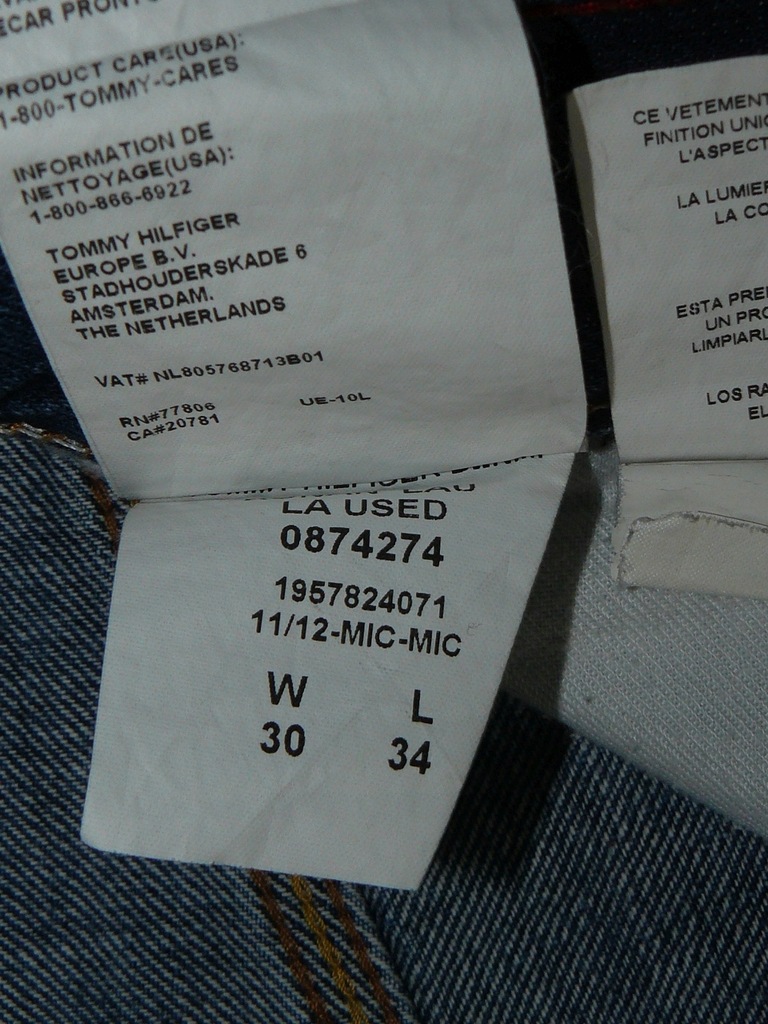 ECAR PRONTO
PRODUCT CARE(USA):
1-800-TOMMY-CARES
INFORMATION DE
NETTOYAGE(USA):
1-800-866-6922
TOMMY HILFIGER
EUROPE B.V.
STADHOUDERSKADE 6
AMSTERDAM.
THE NETHERLANDS
VAT# NL805768713B01
RN#77806 UE-10L
CA#20781
LA USED
0874274
1957824071
11/12-MIC-MIC
W L
30 34
CE VETEMENT
FINITION UNIC
L'ASPECT
LA LUMIER
LA CO
ESTA PRE
UN PRO
LIMPIARL
LOS RA
EL